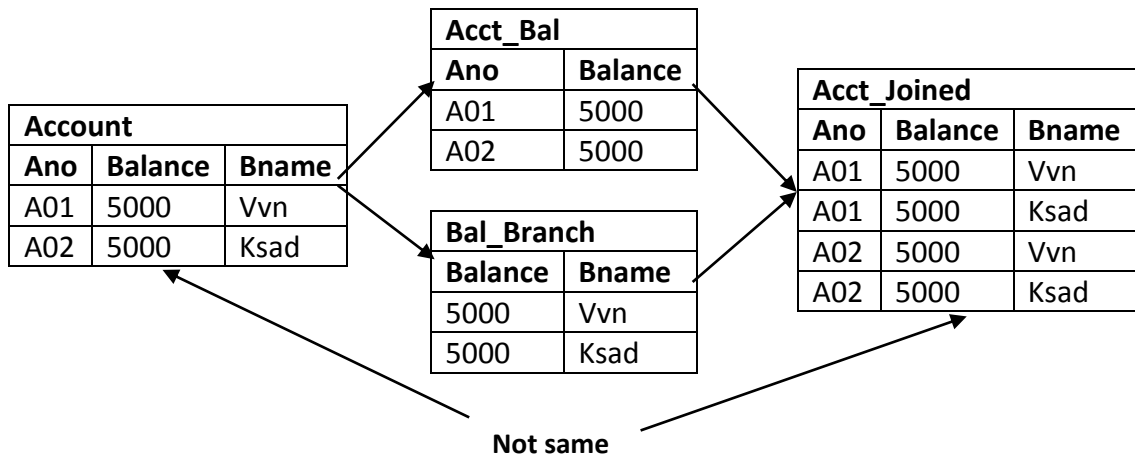 Account
Ano Balance Bname
A01 5000 Vvn
A02 5000 Ksad
Acct_Bal
Ano Balance
A01 5000
A02 5000
Bal_Branch
Balance Bname
5000 Vvn
5000 Ksad
Acct_Joined
Ano Balance Bname
A01 5000 Vvn
A01 5000 Ksad
A02 5000 Vvn
A02 5000 Ksad
Not same